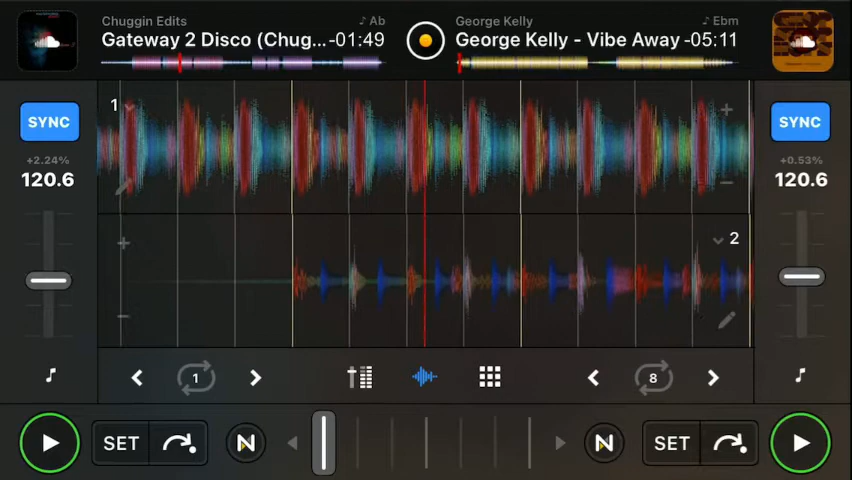 Chuggin Edits
♪ Ab
Gateway 2 Disco (Chug... -01:49
George Kelly
♪ Ebm
George Kelly - Vibe Away -05:11
SYNC
+2.24%
120.6
1
2
SYNC
+0.53%
120.6
1
8
SET
N
N
SET